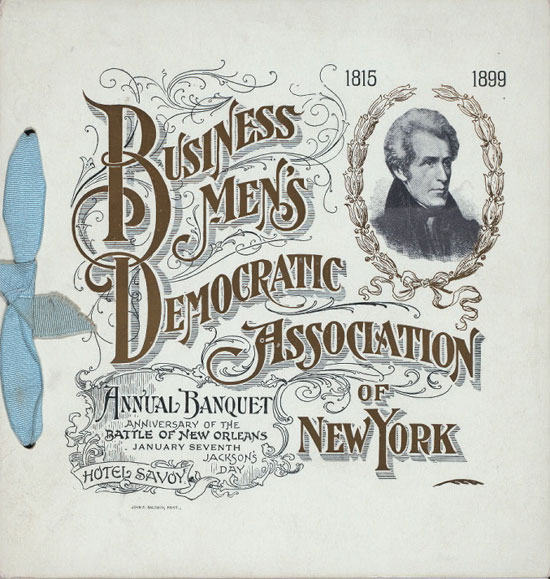 1815 1899
BUSINESS
MEN'S
DEMOCRATIC
ASSOCIATION
OF
NEW YORK
ANNUAL BANQUET
ANNIVERSARY OF THE
BATTLE OF NEW ORLEANS
JANUARY SEVENTH
JACKSON'S
DAY
HOTEL SAVOY